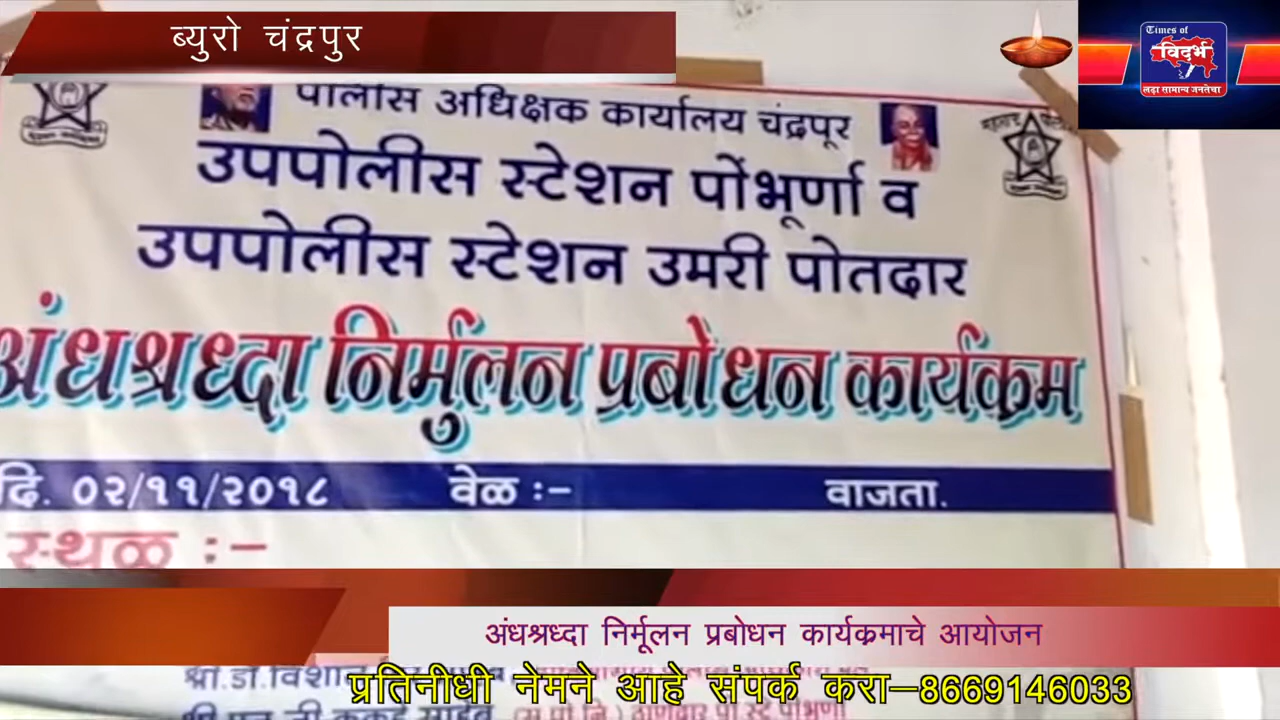 ब्युरो चंद्रपुर
Times of
विदर्भ
लढा सामान्य जनतेचा
पोलीस अधिक्षक कार्यालय चंद्रपूर
उपपोलीस स्टेशन पोंभूर्णा व
उपपोलीस स्टेशन उमरी पोतदार
अंधश्रध्दा निर्मुलन प्रबोधन कार्यक्रम
दि. ०२/११/२०१८ वेळ :- वाजता.
स्थळ :-
अंधश्रध्दा निर्मूलन प्रबोधन कार्यक्रमाचे आयोजन
श्री.डॉ.विशाल
प्रतिनीधी नेमने आहे संपर्क करा–8669146033